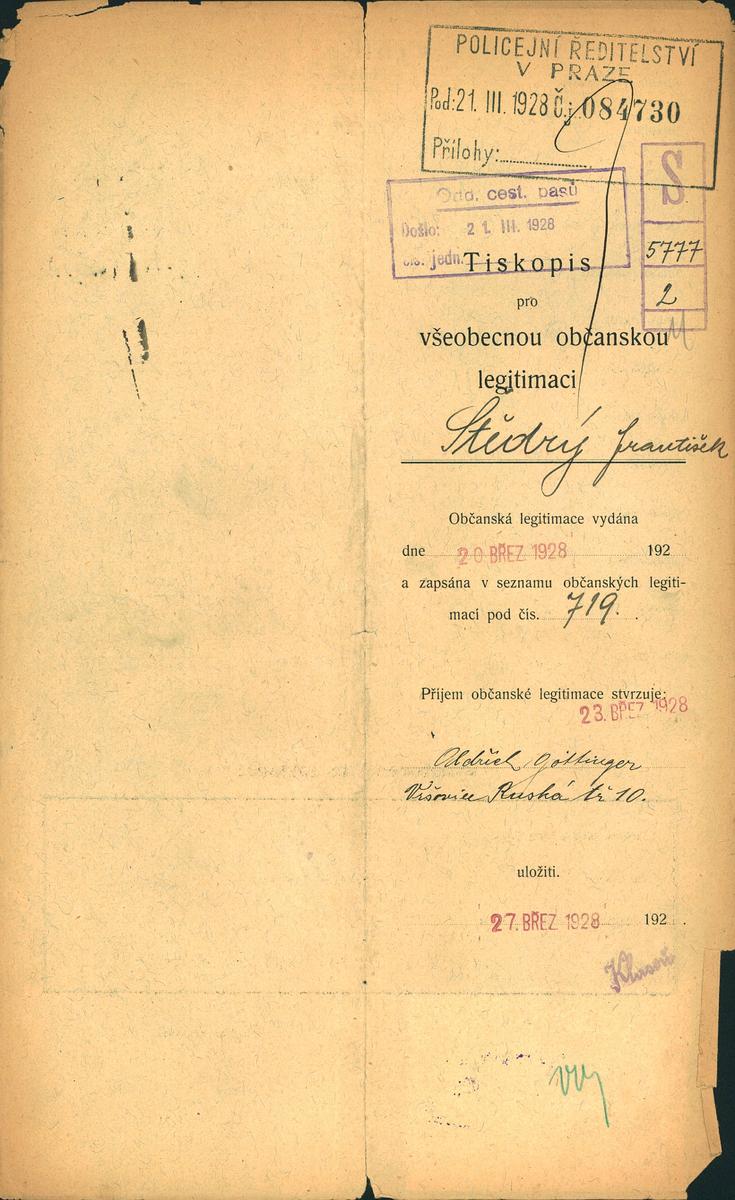 POLICEJNÍ ŘEDITELSTVÍ
V PRAZE
Pod: 21. III. 1928 Č.j. 084730
Přílohy:
S
Odd. cest. pasů
Došlo: 21. III. 1928
čís. jedn.
5777
2
Tiskopis
pro
všeobecnou občanskou
legitimaci
Štědrý František
Občanská legitimace vydána
dne 20 BŘEZ 1928 192
a zapsána v seznamu občanských legiti-
mací pod čís. 719.
Příjem občanské legitimace stvrzuje:
23. BŘEZ 1928
Oldřich Göttinger
Vršovice Ruská tř 10.
uložiti.
27. BŘEZ 1928 192 .